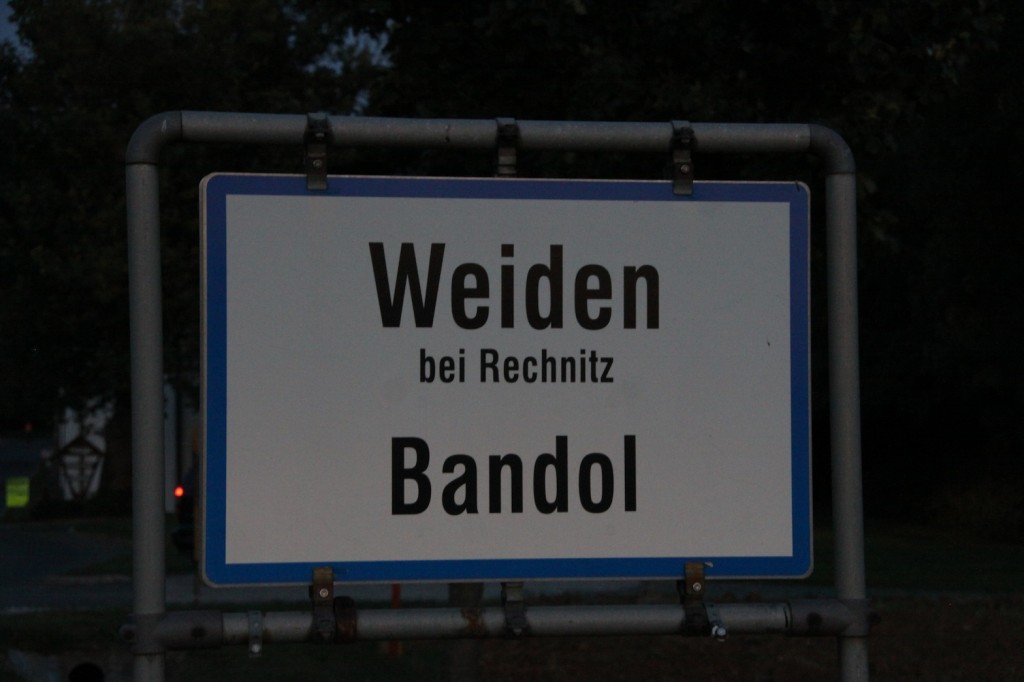 Weiden
bei Rechnitz
Bandol